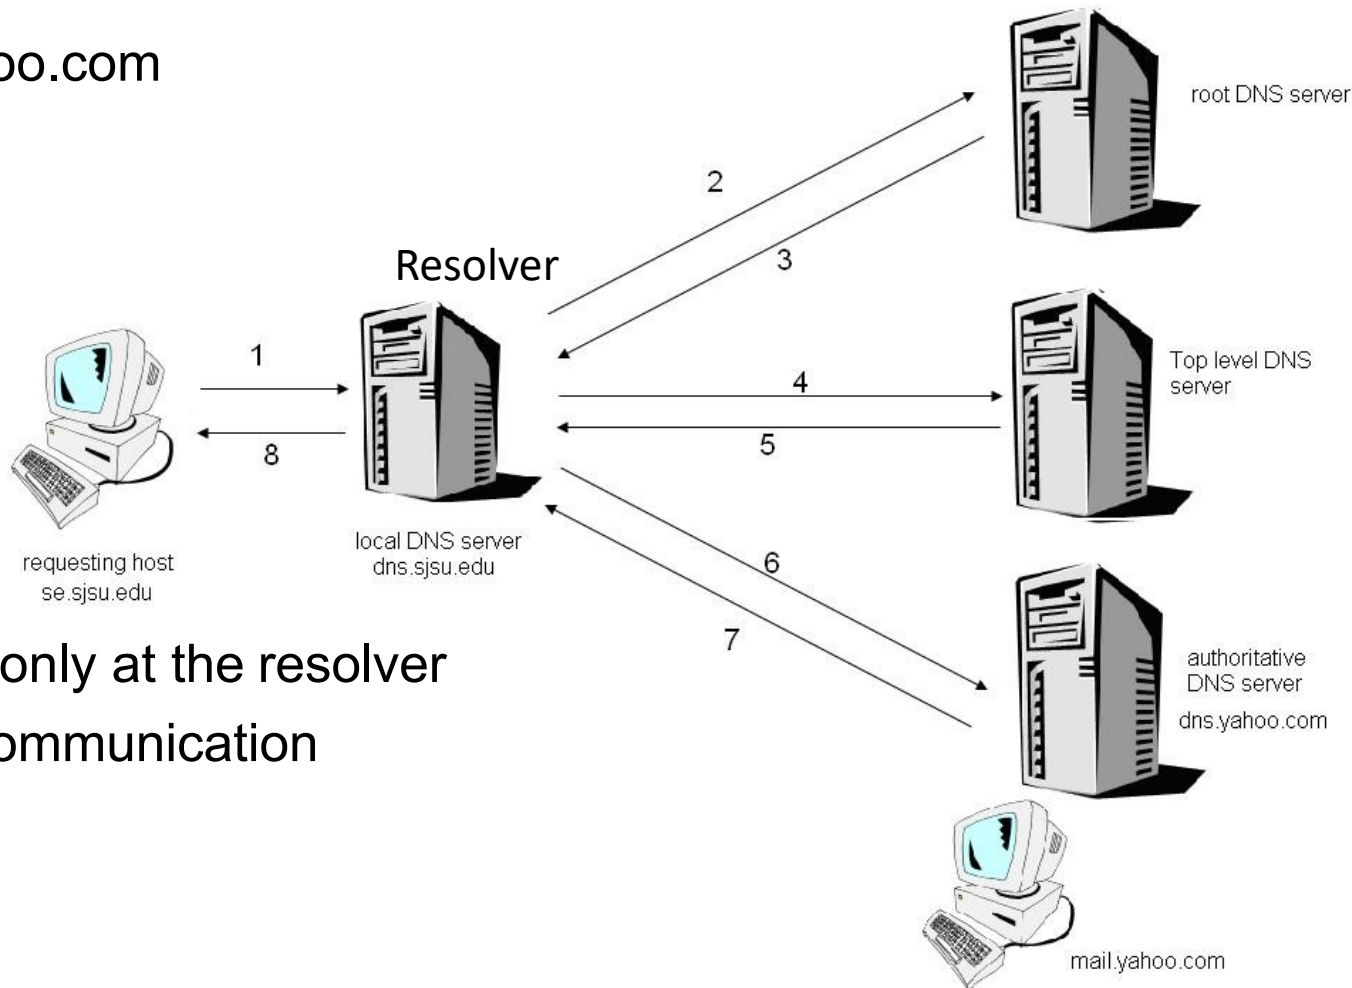 oo.com
root DNS server
2
3
Resolver
1
8
4
5
Top level DNS
server
local DNS server
dns.sjsu.edu
requesting host
se.sjsu.edu
6
7
only at the resolver
ommunication
authoritative
DNS server
dns.yahoo.com
mail.yahoo.com